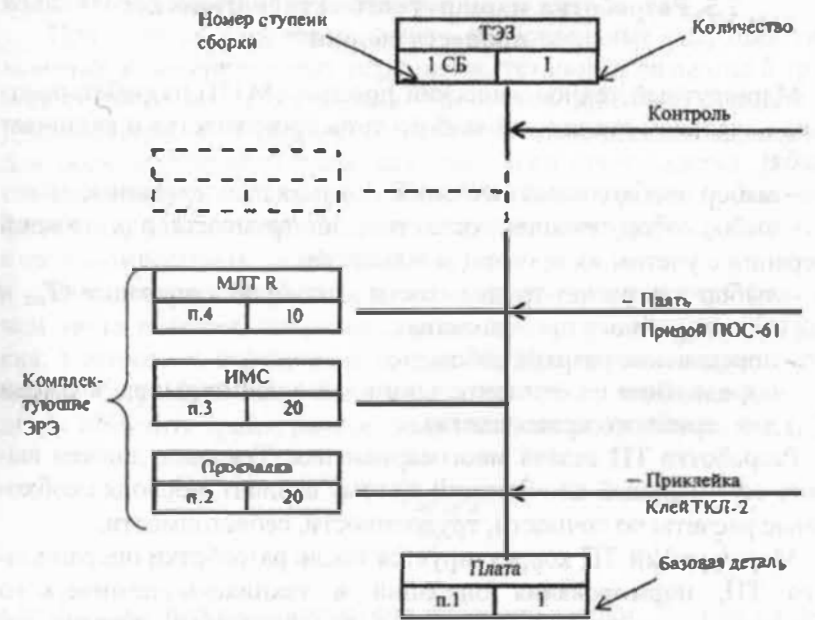 Номер ступени
сборки
ТЭЗ
1 СБ
1
Количество
Контроль
МЛТ R
п.4
10
– Паять
Припой ПОС-61
Комплек-
тующие
ЭРЭ
ИМС
п.3
20
Прокладка
п.2
20
– Приклейка
Клей ТКЛ-2
Плата
п.1
1
базовая деталь